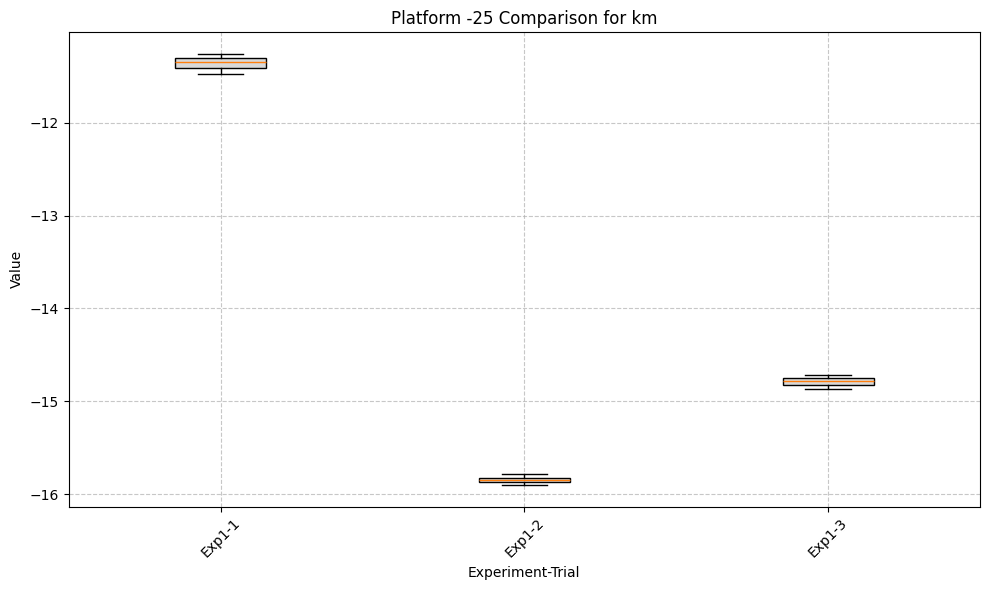 Platform -25 Comparison for km
Value
−12
−13
−14
−15
−16
Exp1-1
Exp1-2
Exp1-3
Experiment-Trial